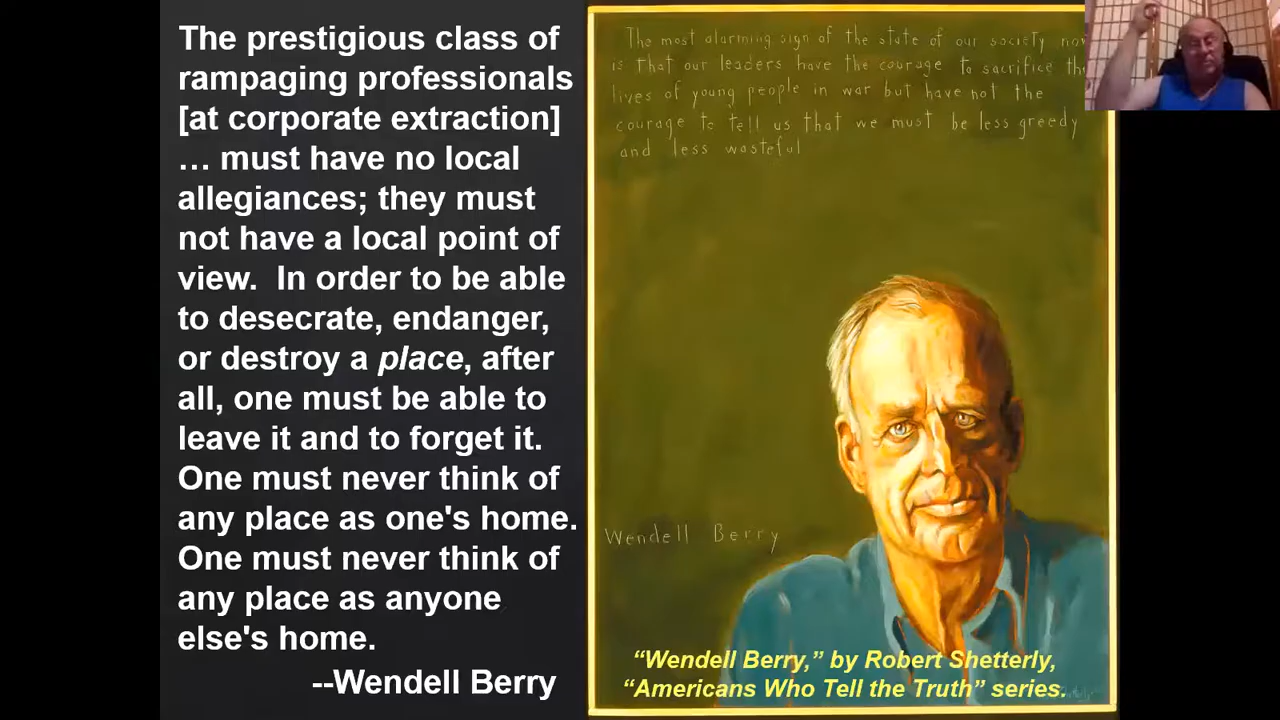 The prestigious class of
rampaging professionals
[at corporate extraction]
… must have no local
allegiances; they must
not have a local point of
view.  In order to be able
to desecrate, endanger,
or destroy a place, after
all, one must be able to
leave it and to forget it.
One must never think of
any place as one's home.
One must never think of
any place as anyone
else's home.
--Wendell Berry
The most alarming sign of the state of our society
is that our leaders have the courage to sacrifice
lives of young people in war but have not the
courage to tell us that we must be less greedy
and less wasteful
Wendell Berry
“Wendell Berry,” by Robert Shetterly,
“Americans Who Tell the Truth” series.